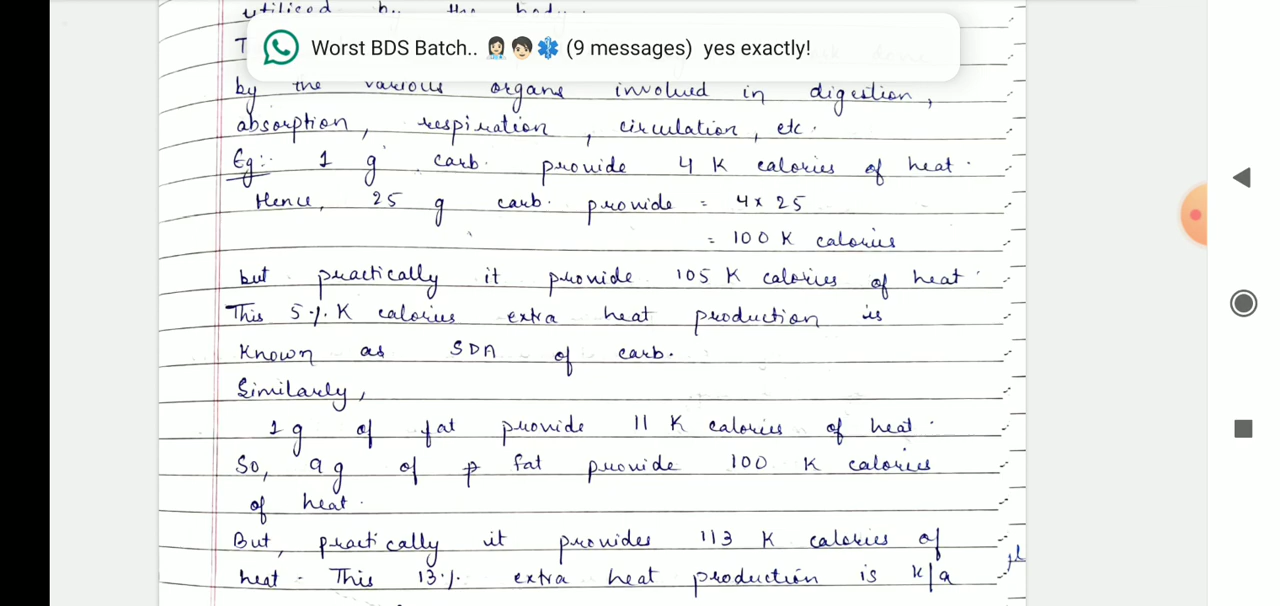 utilised
Worst BDS Batch.. 👩🏻‍⚕️🧑🏻⚕️ (9 messages) yes exactly!
by the various organs involved in digestion,
absorption, respiration, circulation, etc.
Eg:- 1 g carb. provide 4 K calories of heat.
Hence, 25 g carb. provide = 4 x 25
= 100 K calories
but practically it provide 105 K calories of heat.
This 5 % K calories extra heat production is
Known as SDA of carb.
Similarly,
1 g of fat provide 11 K calories of heat.
So, 9 g of fat provide 100 K calories
of heat.
But, practically it provides 113 K calories of
heat. This 13 % extra heat production is k/a